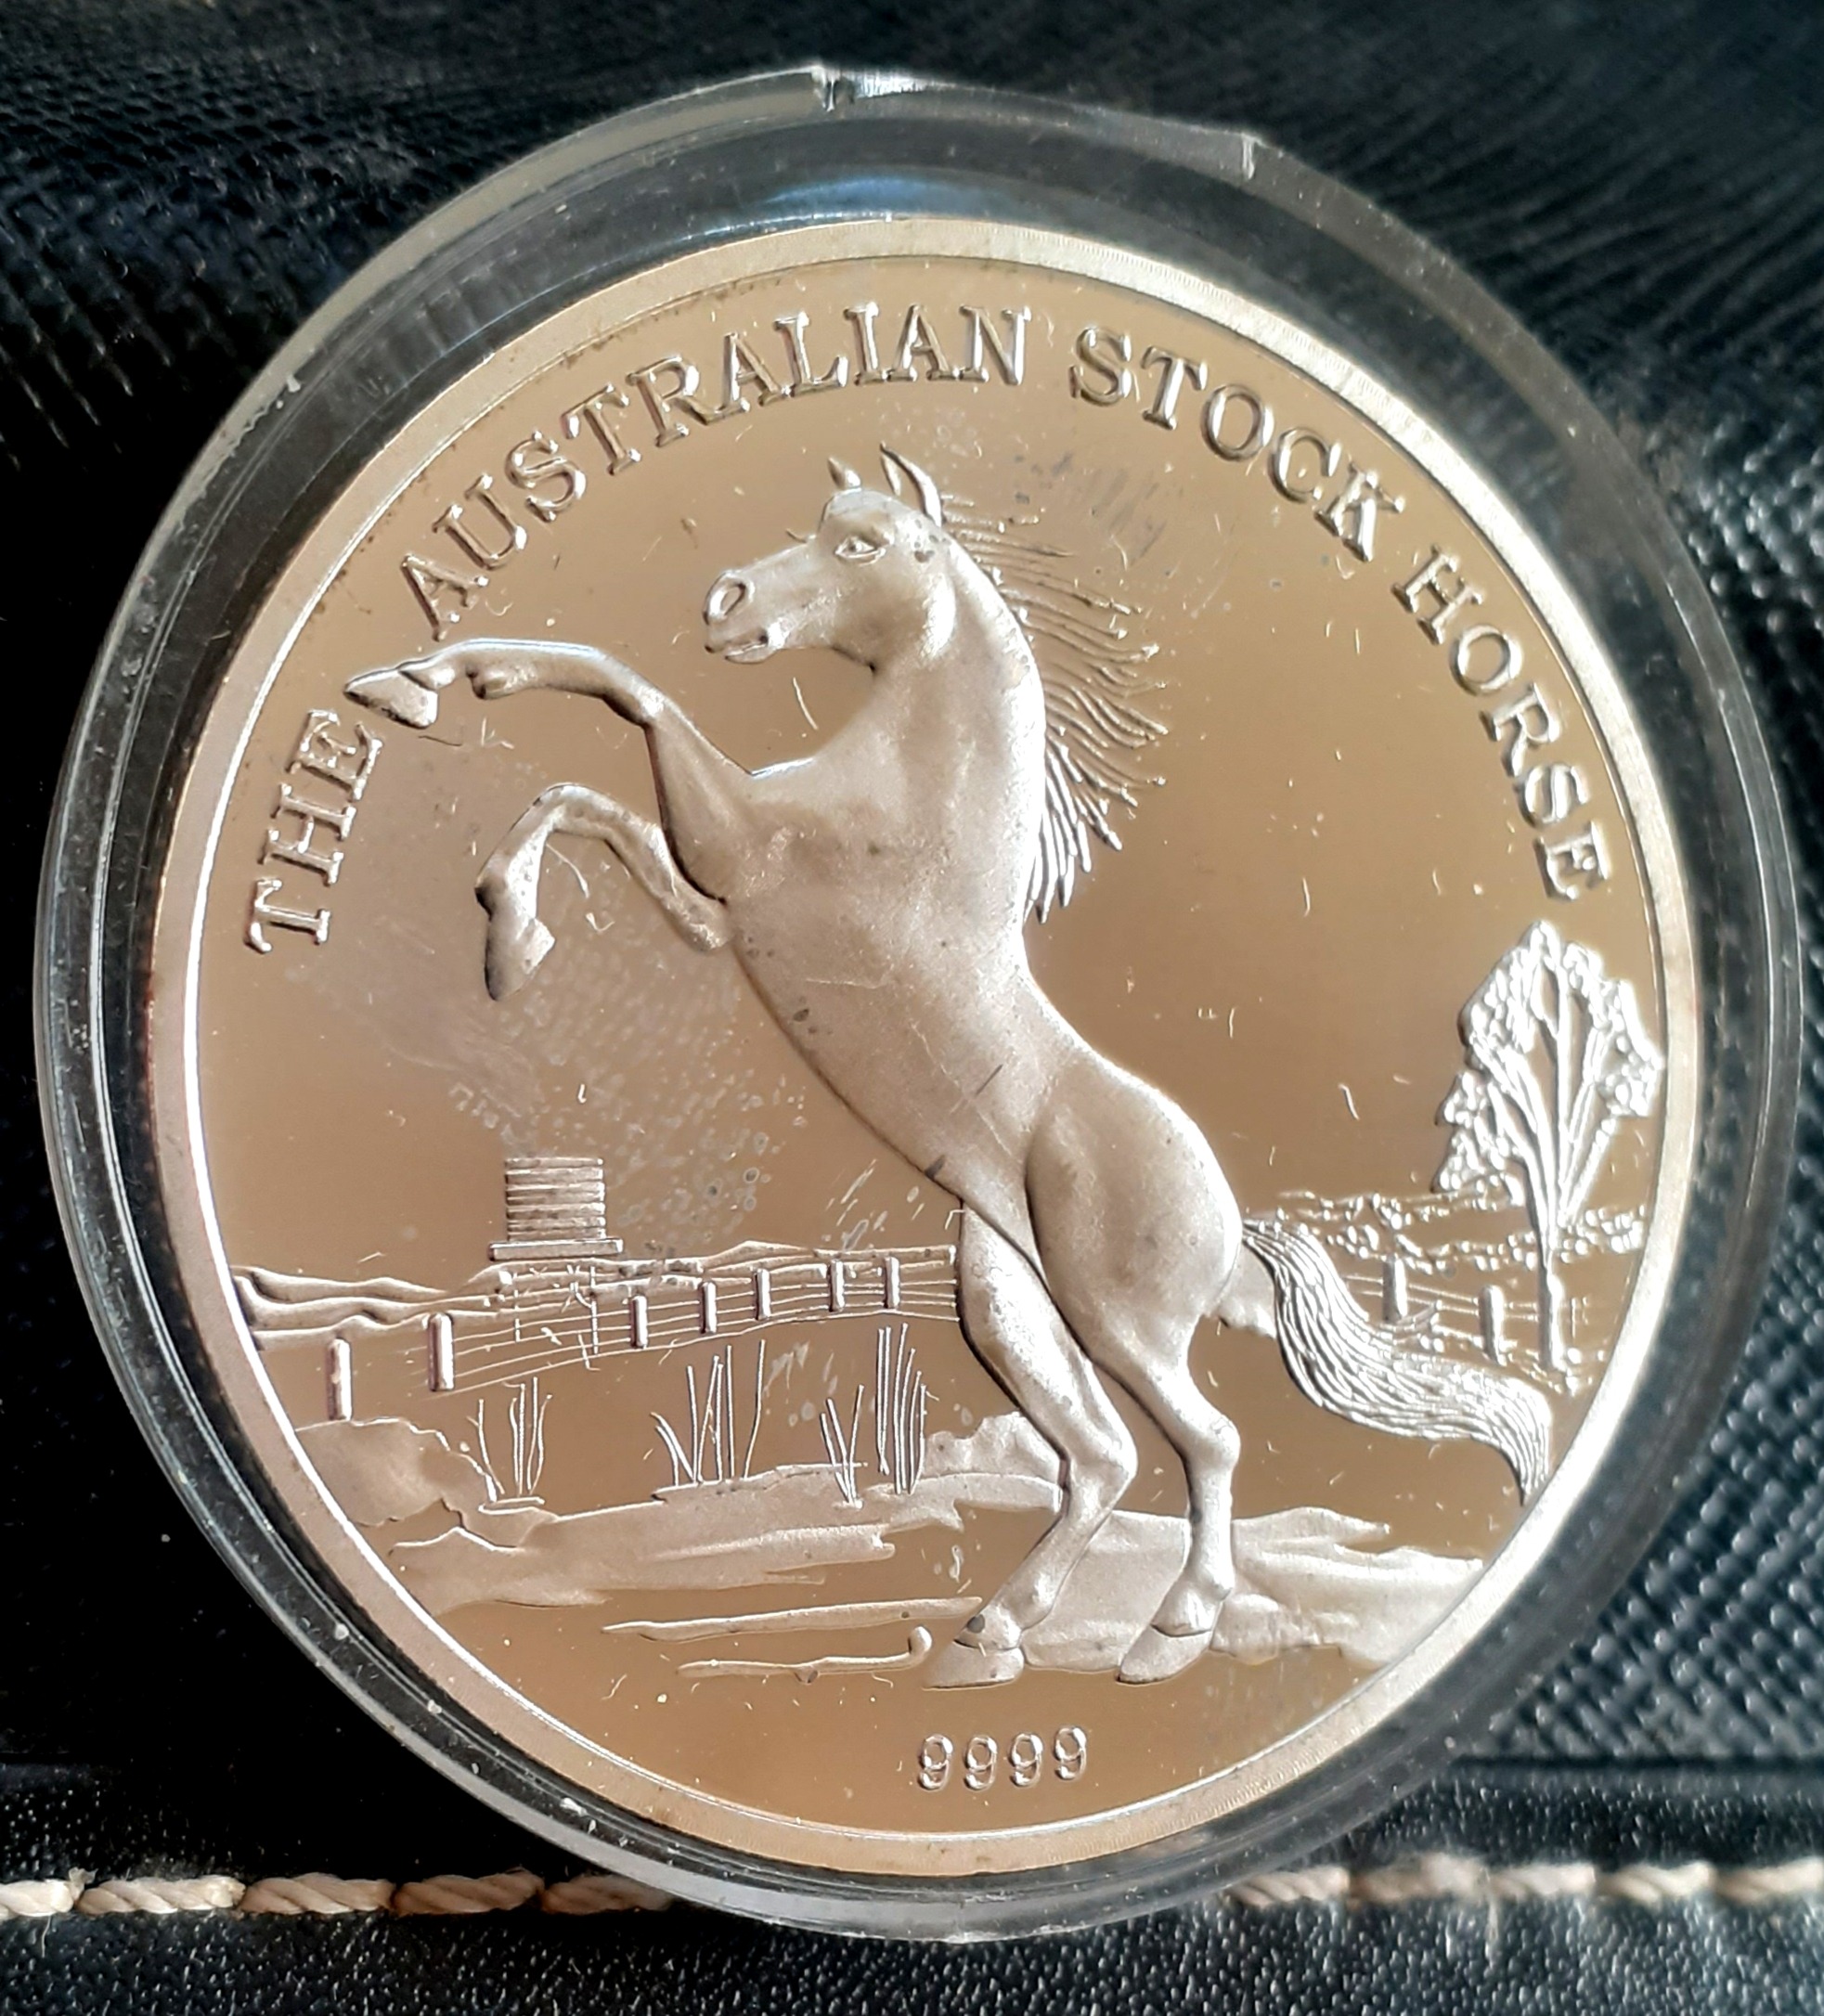 THE AUSTRALIAN STOCK HORSE
9999